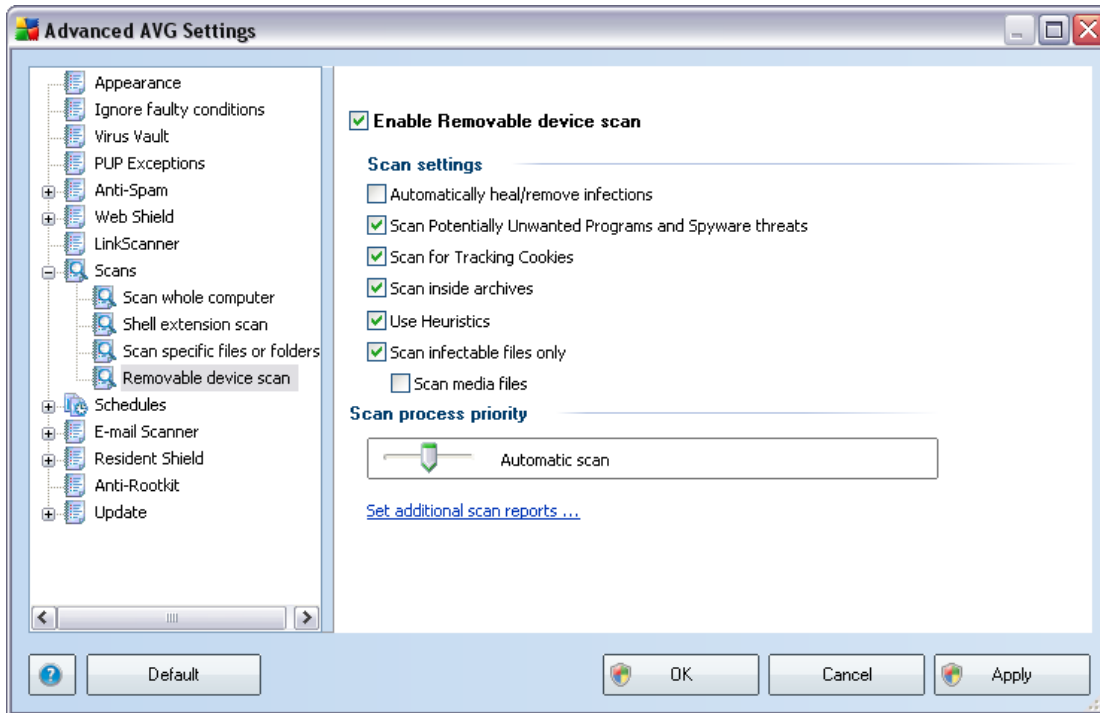 Advanced AVG Settings
Appearance
Ignore faulty conditions
Virus Vault
PUP Exceptions
Anti-Spam
Web Shield
LinkScanner
Scans
Scan whole computer
Shell extension scan
Scan specific files or folders
Removable device scan
Schedules
E-mail Scanner
Resident Shield
Anti-Rootkit
Update
Enable Removable device scan
Scan settings
Automatically heal/remove infections
Scan Potentially Unwanted Programs and Spyware threats
Scan for Tracking Cookies
Scan inside archives
Use Heuristics
Scan infectable files only
Scan media files
Scan process priority
Automatic scan
Set additional scan reports ...
Default
OK
Cancel
Apply